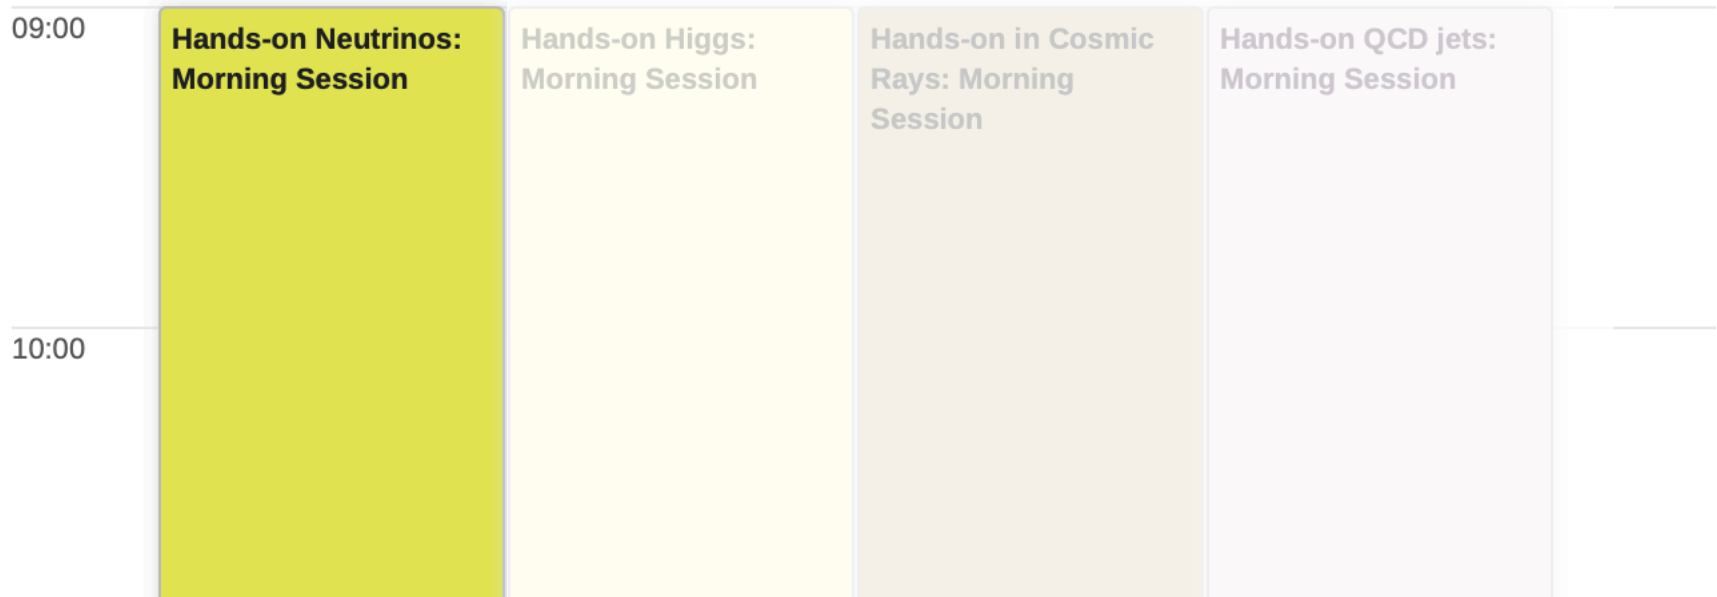 09:00
Hands-on Neutrinos:
Morning Session
Hands-on Higgs:
Morning Session
Hands-on in Cosmic
Rays: Morning
Session
Hands-on QCD jets:
Morning Session
10:00